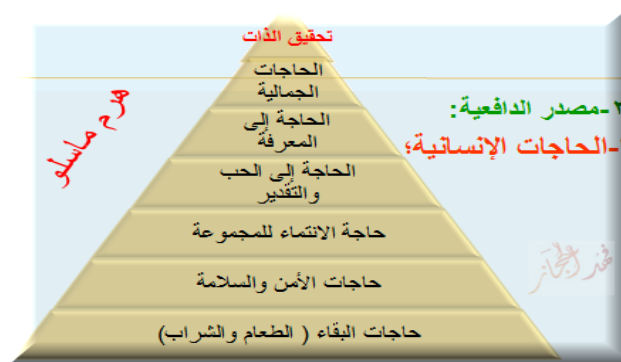 تحقيق الذات
الحاجات
الجمالية
الحاجة إلى
المعرفة
الحاجة إلى الحب
والتقدير
حاجة الانتماء للمجموعة
حاجات الأمن والسلامة
حاجات البقاء ( الطعام والشراب)
هرم ماسلو
٢-مصدر الدافعية:
-الحاجات الإنسانية؛